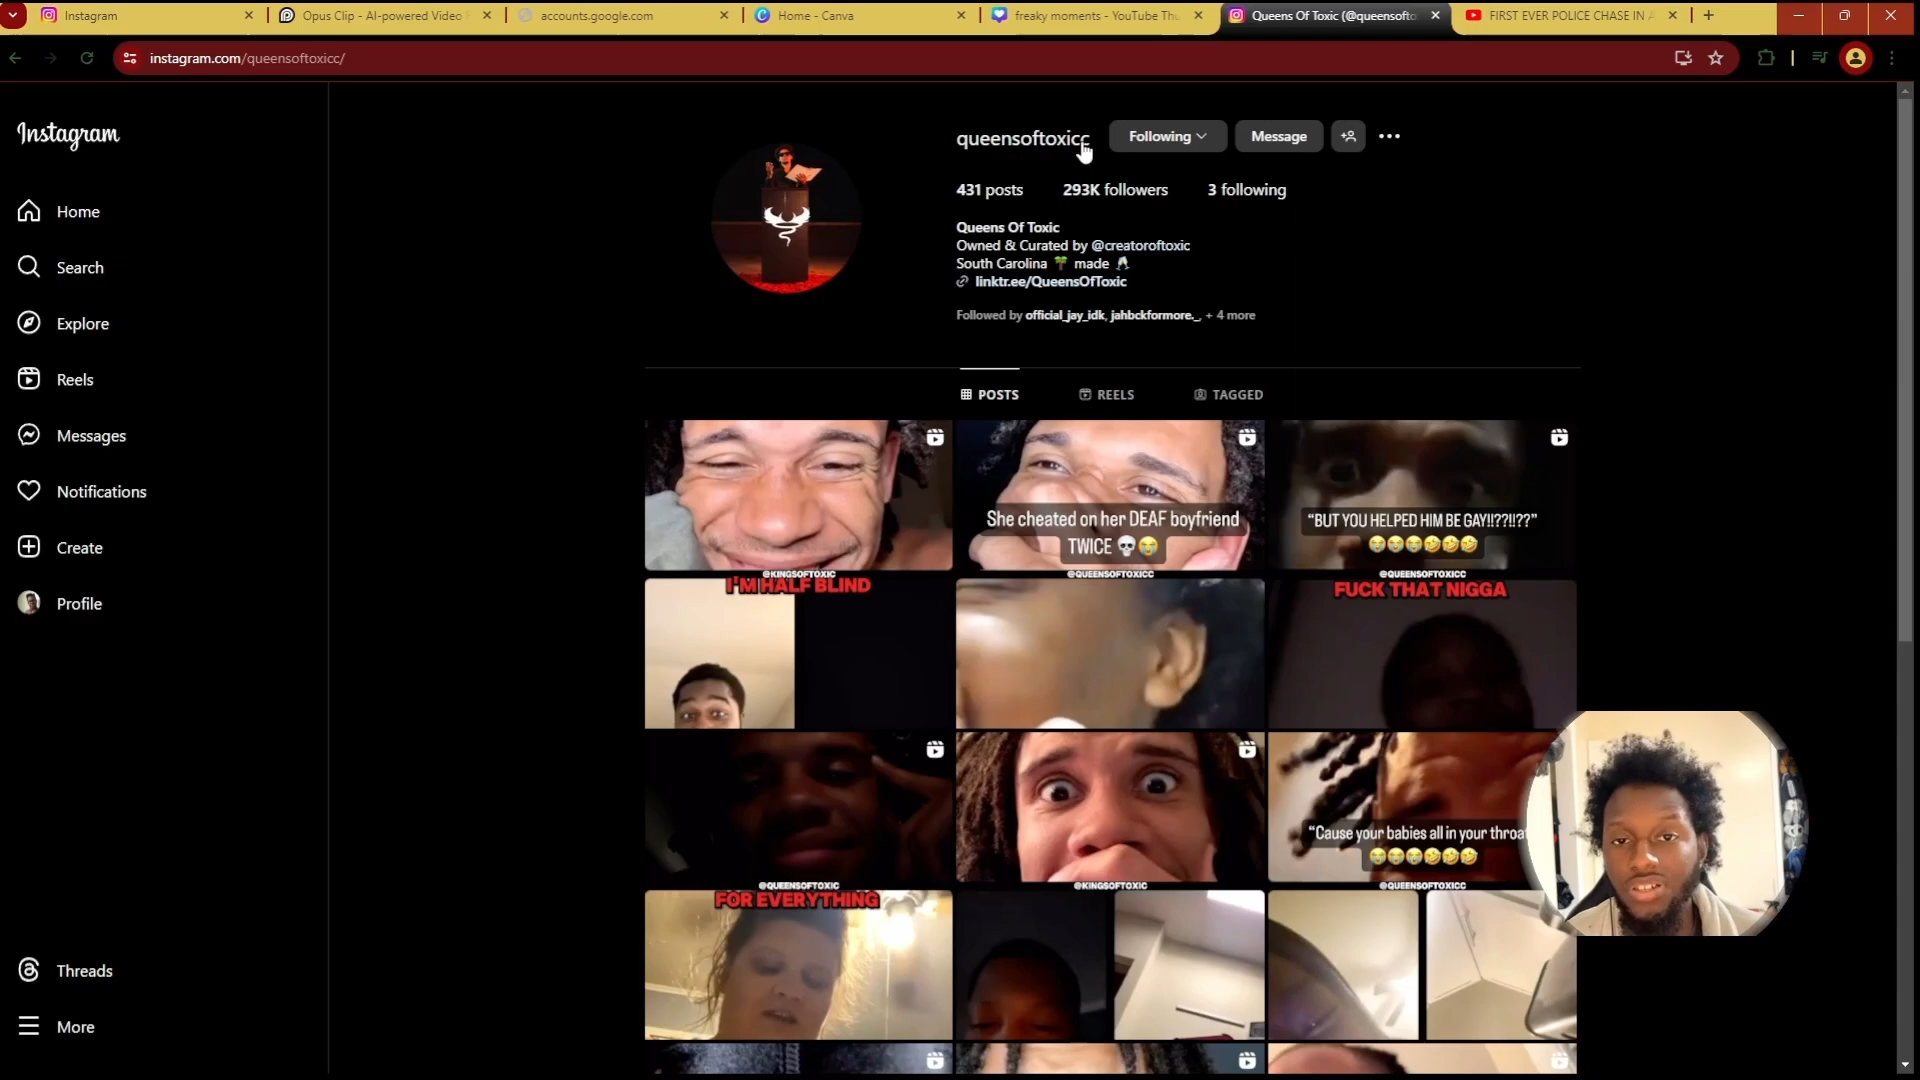 Instagram
Opus Clip - AI-powered Video
accounts.google.com
Home - Canva
freaky moments - YouTube Thu
Queens Of Toxic (@queensofto
FIRST EVER POLICE CHASE IN A
instagram.com/queensoftoxicc/
Instagram
Home
Search
Explore
Reels
Messages
Notifications
Create
Profile
Threads
More
queensoftoxicc
Following
Message
431 posts
293K followers
3 following
Queens Of Toxic
Owned & Curated by @creatoroftoxic
South Carolina 🌴 made
linktr.ee/QueensOfToxic
Followed by official_jay_idk, jahbckformore._, + 4 more
POSTS
REELS
TAGGED
She cheated on her DEAF boyfriend
TWICE 💀😭
“BUT YOU HELPED HIM BE GAY!!??!!??”
😭😭😭🤣🤣🤣
@KINGSOFTOXIC
I'M HALF BLIND
@QUEENSOFTOXICC
@QUEENSOFTOXICC
FUCK THAT NIGGA
“Cause your babies all in your throat
😭😭😭🤣🤣🤣
@QUEENSOFTOXIC
FOR EVERYTHING
@KINGSOFTOXIC
@QUEENSOFTOXICC